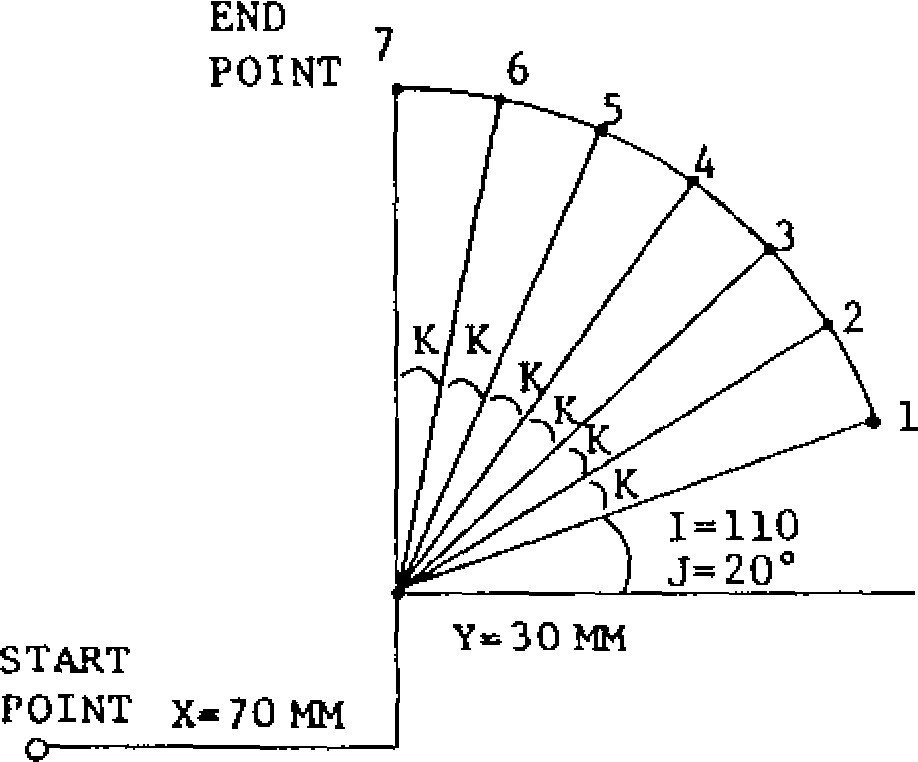 END
POINT
7
6
5
4
3
2
1
K
K
K
K
K
K
I=110
J=20°
Y=30 MM
START
POINT
X=70 MM